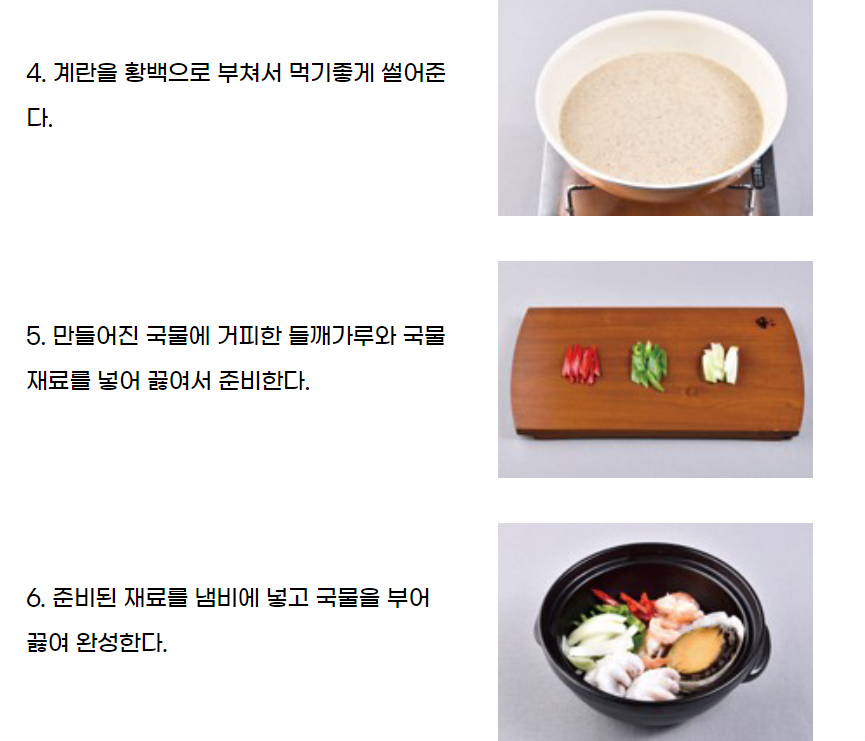 4. 계란을 황백으로 부쳐서 먹기좋게 썰어준
다.
5. 만들어진 국물에 거피한 들깨가루와 국물
재료를 넣어 끓여서 준비한다.
6. 준비된 재료를 냄비에 넣고 국물을 부어
끓여 완성한다.